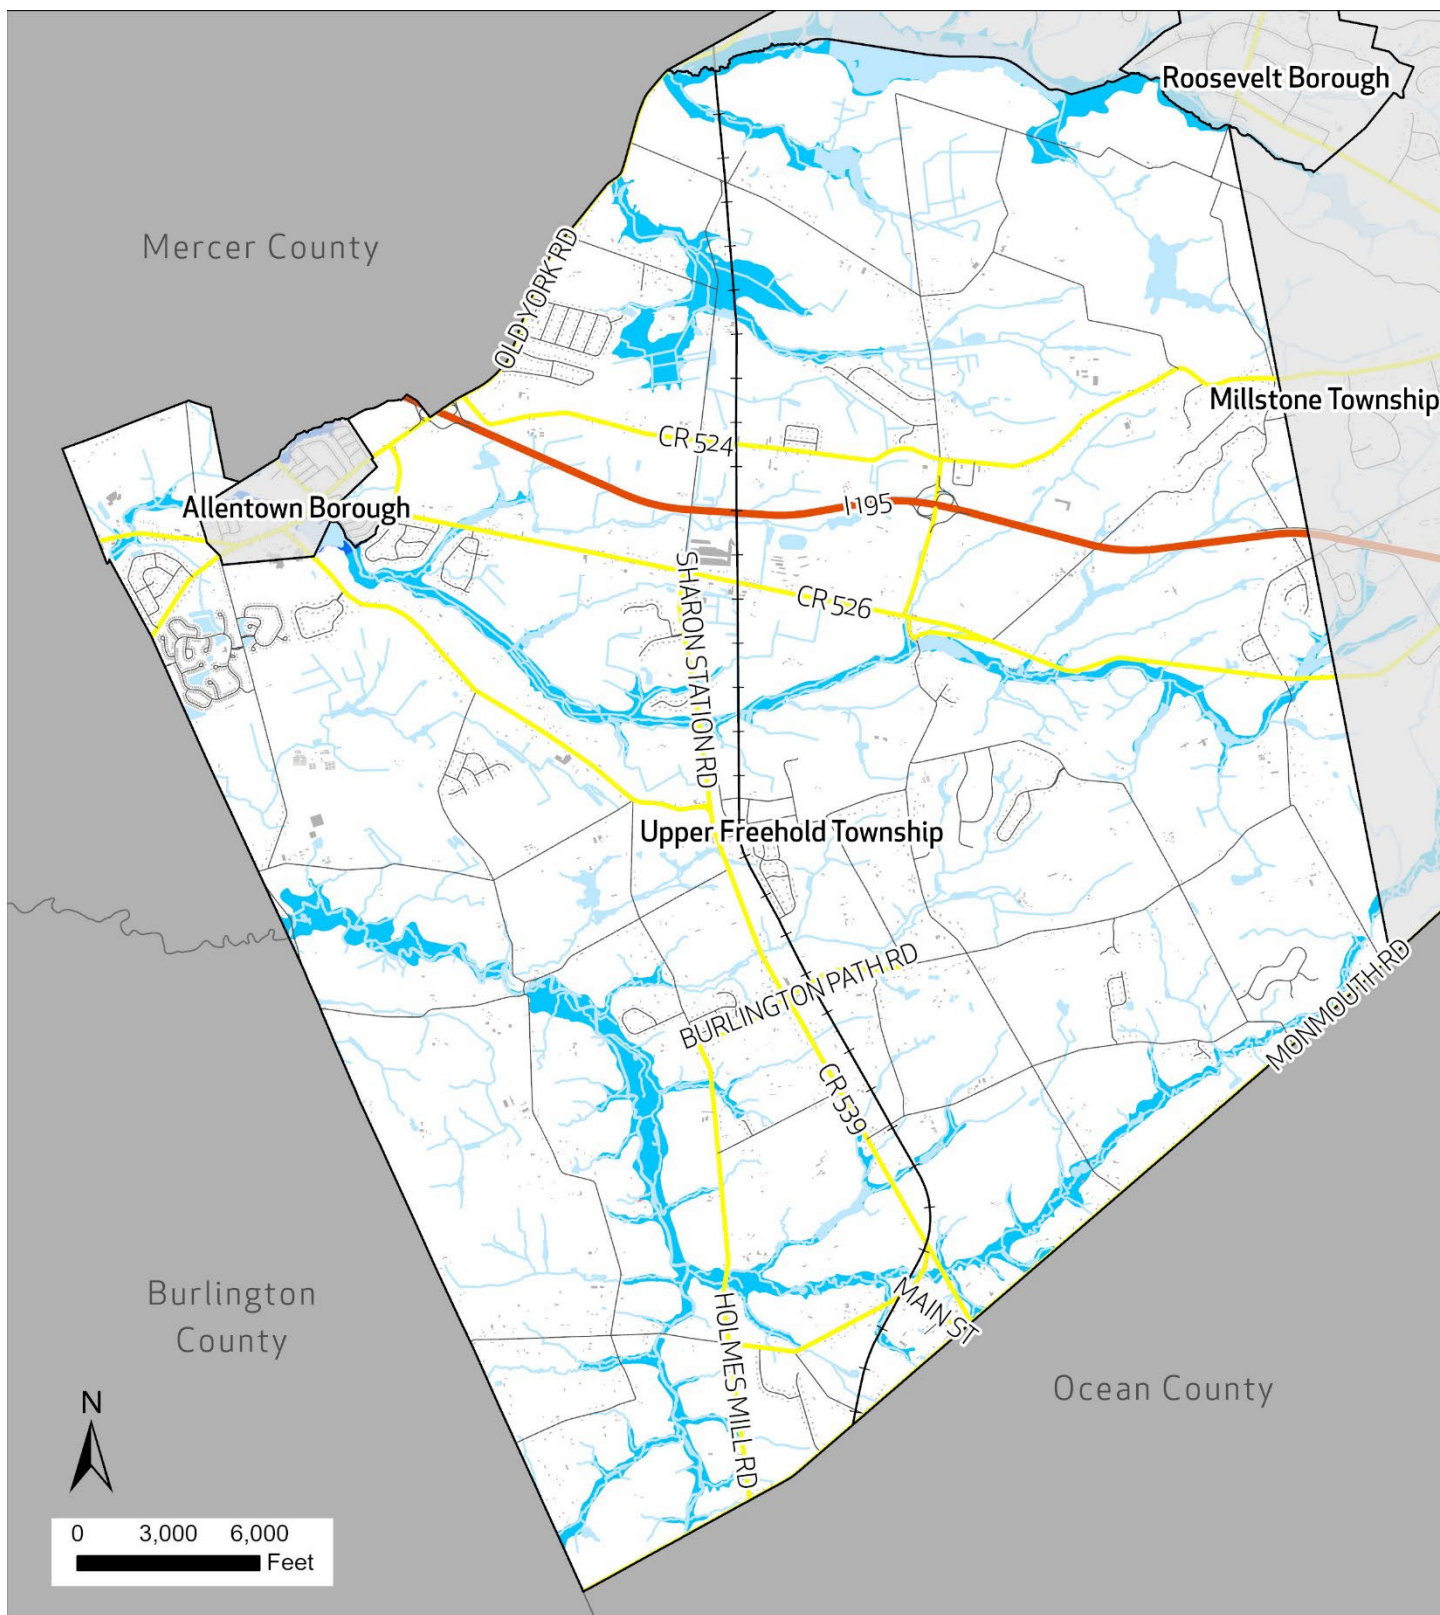 Roosevelt Borough
Mercer County
OLD YORK RD
Millstone Township
CR 524
I 195
Allentown Borough
SHARON STATION RD
CR 526
Upper Freehold Township
BURLINGTON PATH RD
MONMOUTH RD
CR 539
Burlington
County
MAIN ST
HOLMES MILL RD
Ocean County
N
0 3,000 6,000
Feet